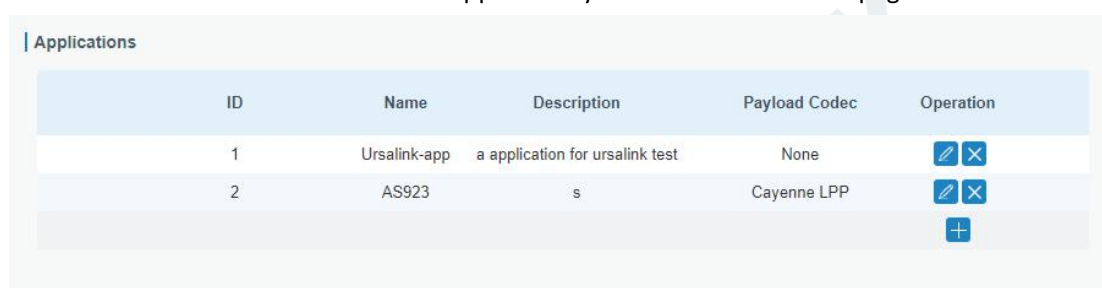 Applications
ID Name Description Payload Codec Operation
1 Ursalink-app a application for ursalink test None
2 AS923 s Cayenne LPP